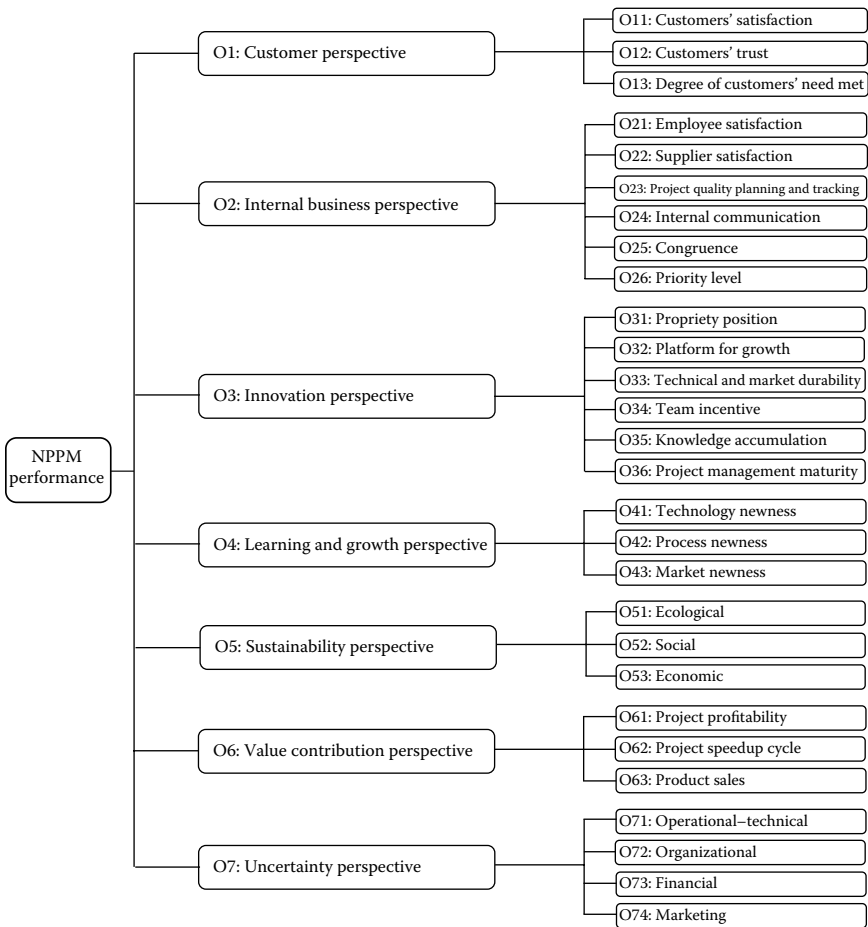 NPPM
performance
O1: Customer perspective
O11: Customers’ satisfaction
O12: Customers’ trust
O13: Degree of customers’ need met
O2: Internal business perspective
O21: Employee satisfaction
O22: Supplier satisfaction
O23: Project quality planning and tracking
O24: Internal communication
O25: Congruence
O26: Priority level
O3: Innovation perspective
O31: Propriety position
O32: Platform for growth
O33: Technical and market durability
O34: Team incentive
O35: Knowledge accumulation
O36: Project management maturity
O4: Learning and growth perspective
O41: Technology newness
O42: Process newness
O43: Market newness
O5: Sustainability perspective
O51: Ecological
O52: Social
O53: Economic
O6: Value contribution perspective
O61: Project profitability
O62: Project speedup cycle
O63: Product sales
O7: Uncertainty perspective
O71: Operational–technical
O72: Organizational
O73: Financial
O74: Marketing